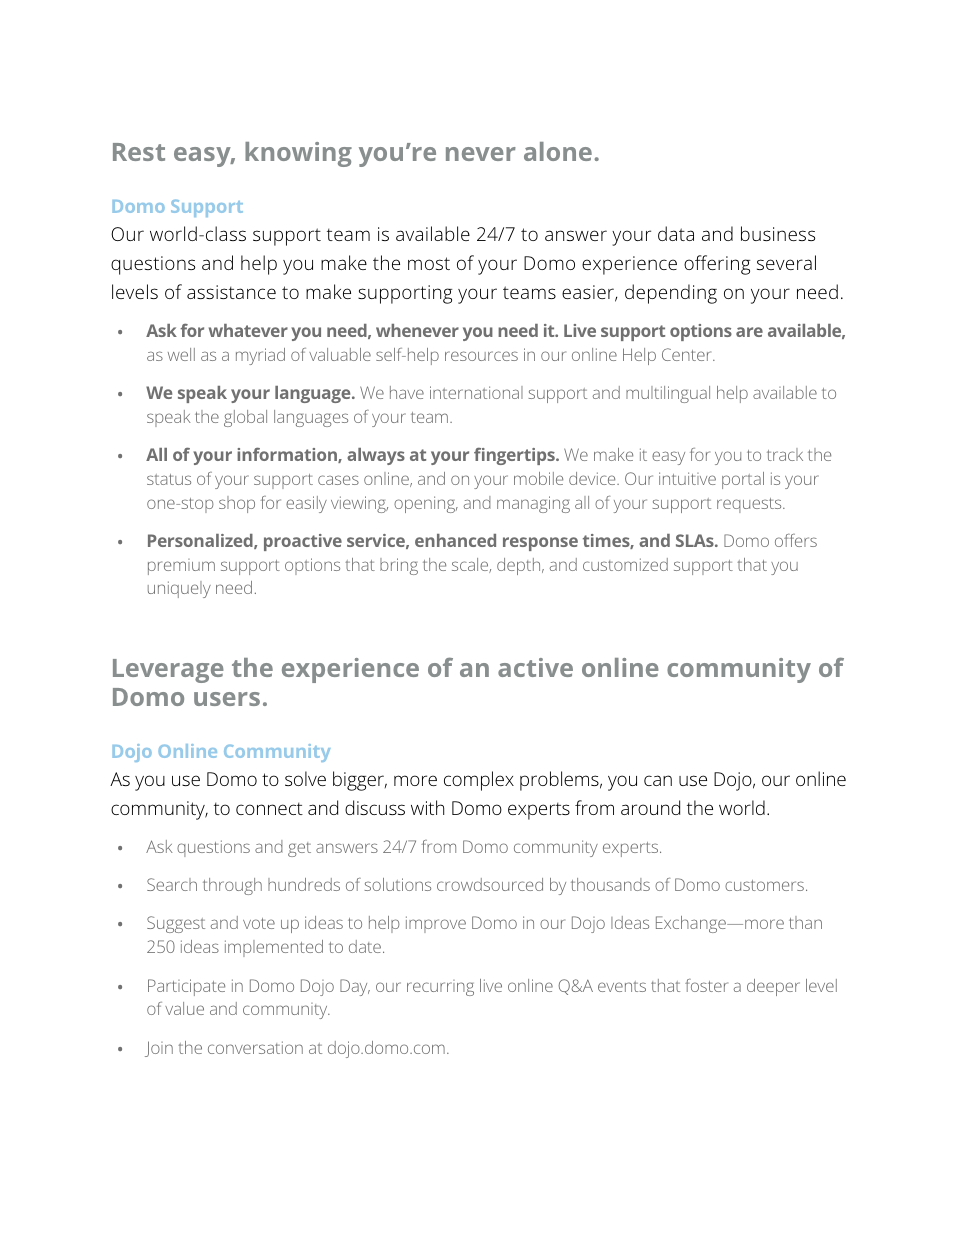 Rest easy, knowing you’re never alone.
Domo Support
Our world-class support team is available 24/7 to answer your data and business
questions and help you make the most of your Domo experience offering several
levels of assistance to make supporting your teams easier, depending on your need.
• Ask for whatever you need, whenever you need it. Live support options are available,
as well as a myriad of valuable self-help resources in our online Help Center.
• We speak your language. We have international support and multilingual help available to
speak the global languages of your team.
• All of your information, always at your fingertips. We make it easy for you to track the
status of your support cases online, and on your mobile device. Our intuitive portal is your
one-stop shop for easily viewing, opening, and managing all of your support requests.
• Personalized, proactive service, enhanced response times, and SLAs. Domo offers
premium support options that bring the scale, depth, and customized support that you
uniquely need.
Leverage the experience of an active online community of
Domo users.
Dojo Online Community
As you use Domo to solve bigger, more complex problems, you can use Dojo, our online
community, to connect and discuss with Domo experts from around the world.
• Ask questions and get answers 24/7 from Domo community experts.
• Search through hundreds of solutions crowdsourced by thousands of Domo customers.
• Suggest and vote up ideas to help improve Domo in our Dojo Ideas Exchange—more than
250 ideas implemented to date.
• Participate in Domo Dojo Day, our recurring live online Q&A events that foster a deeper level
of value and community.
• Join the conversation at dojo.domo.com.